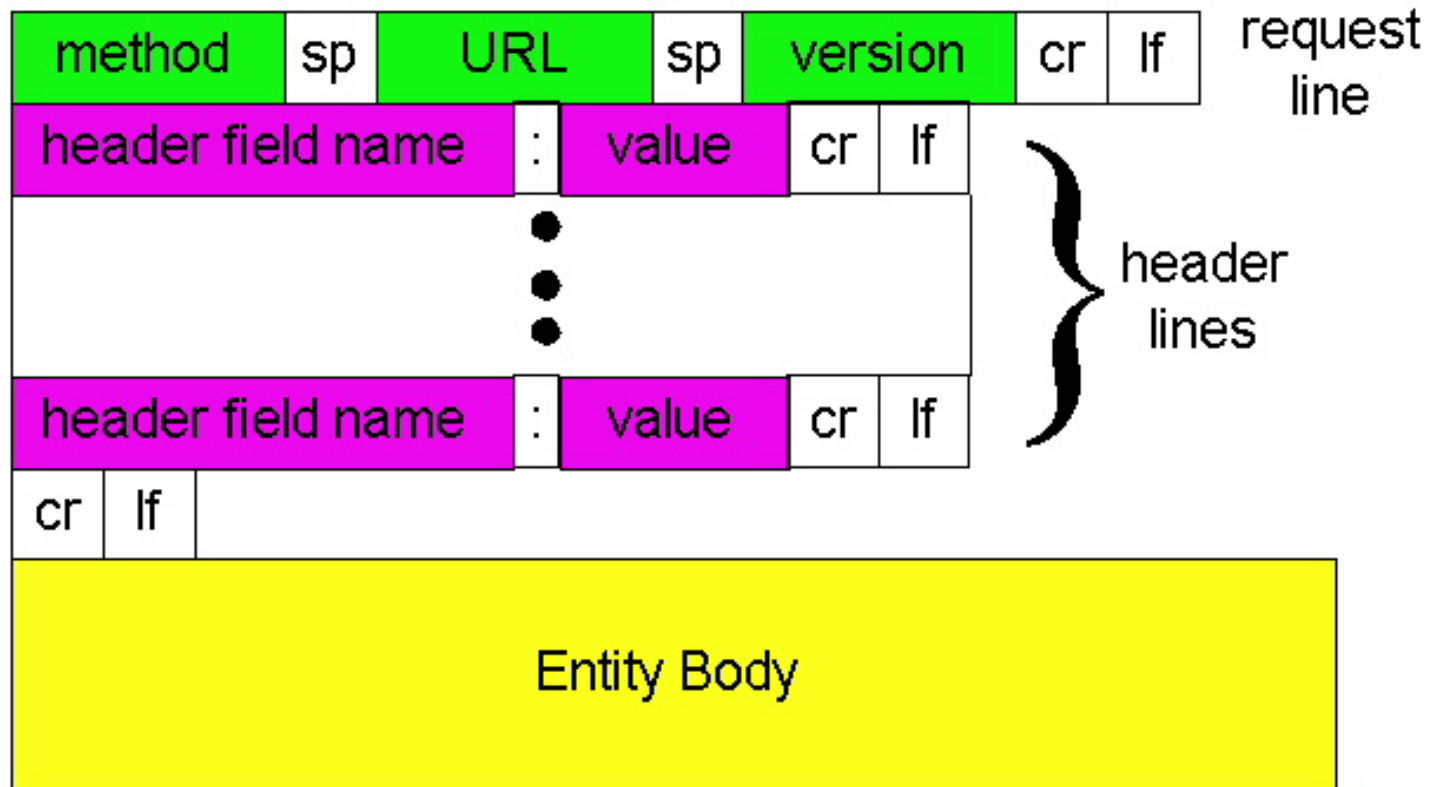 method sp URL sp version cr lf request line
header field name : value cr lf
header lines
header field name : value cr lf
cr lf
Entity Body